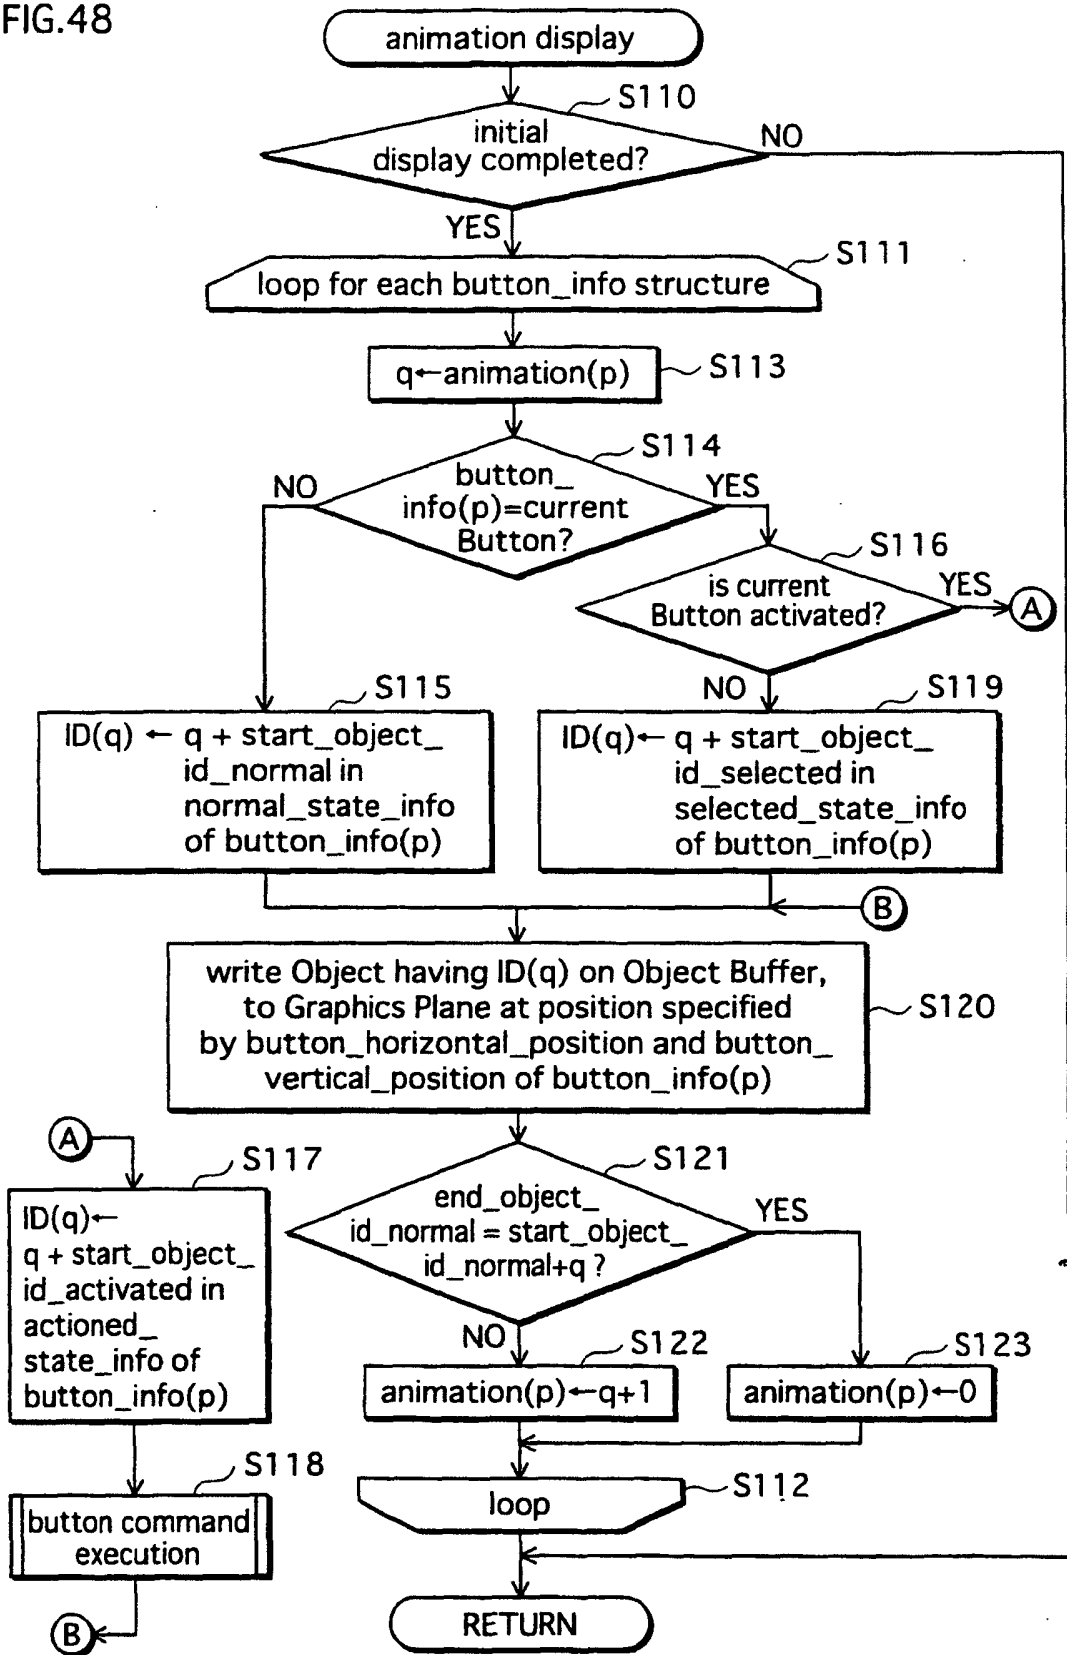 FIG.48
animation display
S110
initial
display completed?
NO
YES
S111
loop for each button_info structure
q←animation(p)
S113
S114
button_
info(p)=current
Button?
NO
YES
S116
is current
Button activated?
YES
A
NO
S115
ID(q) ← q + start_object_
id_normal in
normal_state_info
of button_info(p)
S119
ID(q)← q + start_object_
id_selected in
selected_state_info
of button_info(p)
B
write Object having ID(q) on Object Buffer,
to Graphics Plane at position specified
by button_horizontal_position and button_
vertical_position of button_info(p)
S120
A
S117
ID(q)←
q + start_object_
id_activated in
actioned_
state_info of
button_info(p)
S118
button command
execution
B
S121
end_object_
id_normal = start_object_
id_normal+q ?
YES
NO
S122
animation(p)←q+1
S123
animation(p)←0
loop
S112
RETURN